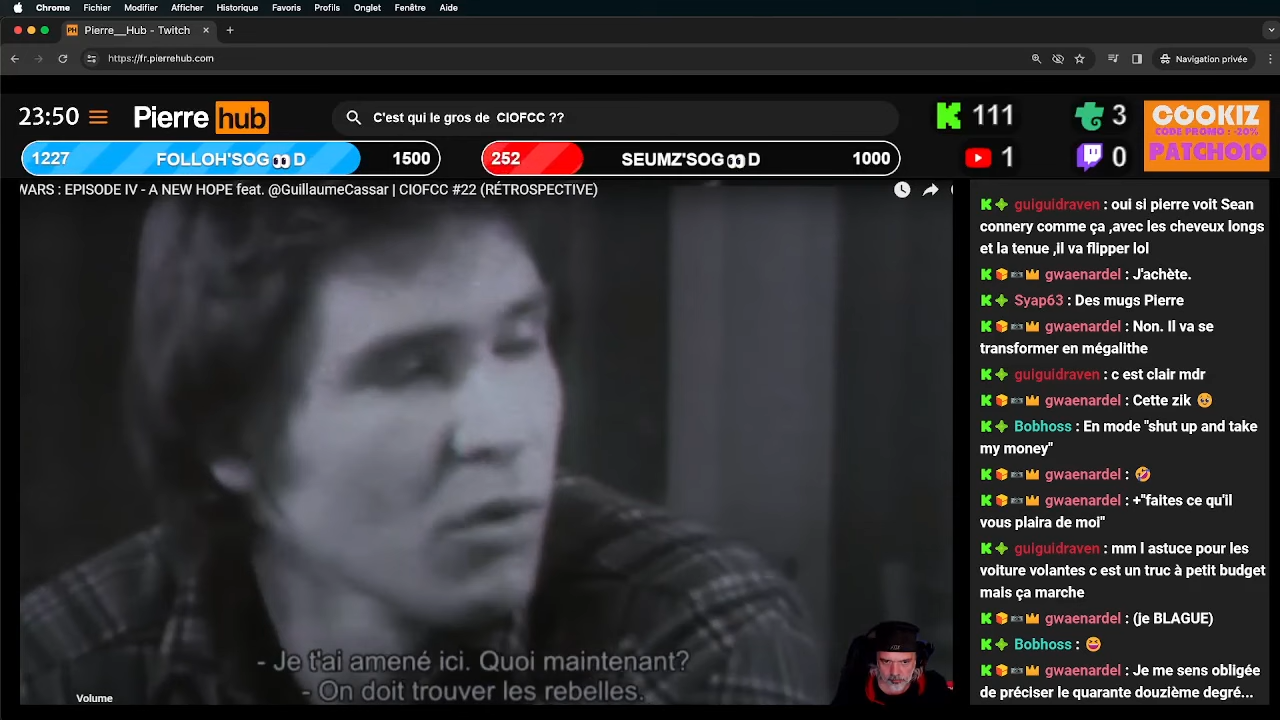 Chrome Fichier Modifier Afficher Historique Favoris Profils Onglet Fenêtre Aide
PH Pierre__Hub - Twitch
https://fr.pierrehub.com
Navigation privée
23:50
Pierre hub
C'est qui le gros de CIOFCC ??
111
3
COOKIZ
CODE PROMO : -20%
PATCHO10
1227 FOLLOH'SOG D 1500
252 SEUMZ'SOG D 1000
1
0
WARS : EPISODE IV - A NEW HOPE feat. @GuillaumeCassar | CIOFCC #22 (RÉTROSPECTIVE)
guiguidraven : oui si pierre voit Sean
connery comme ça ,avec les cheveux longs
et la tenue ,il va flipper lol
gwaenardel : J'achète.
Syap63 : Des mugs Pierre
gwaenardel : Non. Il va se
transformer en mégalithe
guiguidraven : c est clair mdr
gwaenardel : Cette zik 🥹
Bobhoss : En mode "shut up and take
my money"
gwaenardel : 🤣
gwaenardel : +"faites ce qu'il
vous plaira de moi"
guiguidraven : mm l astuce pour les
voiture volantes c est un truc à petit budget
mais ça marche
gwaenardel : (je BLAGUE)
Bobhoss : 😆
gwaenardel : Je me sens obligée
de préciser le quarante douzième degré...
- Je t'ai amené ici. Quoi maintenant?
- On doit trouver les rebelles.
Volume